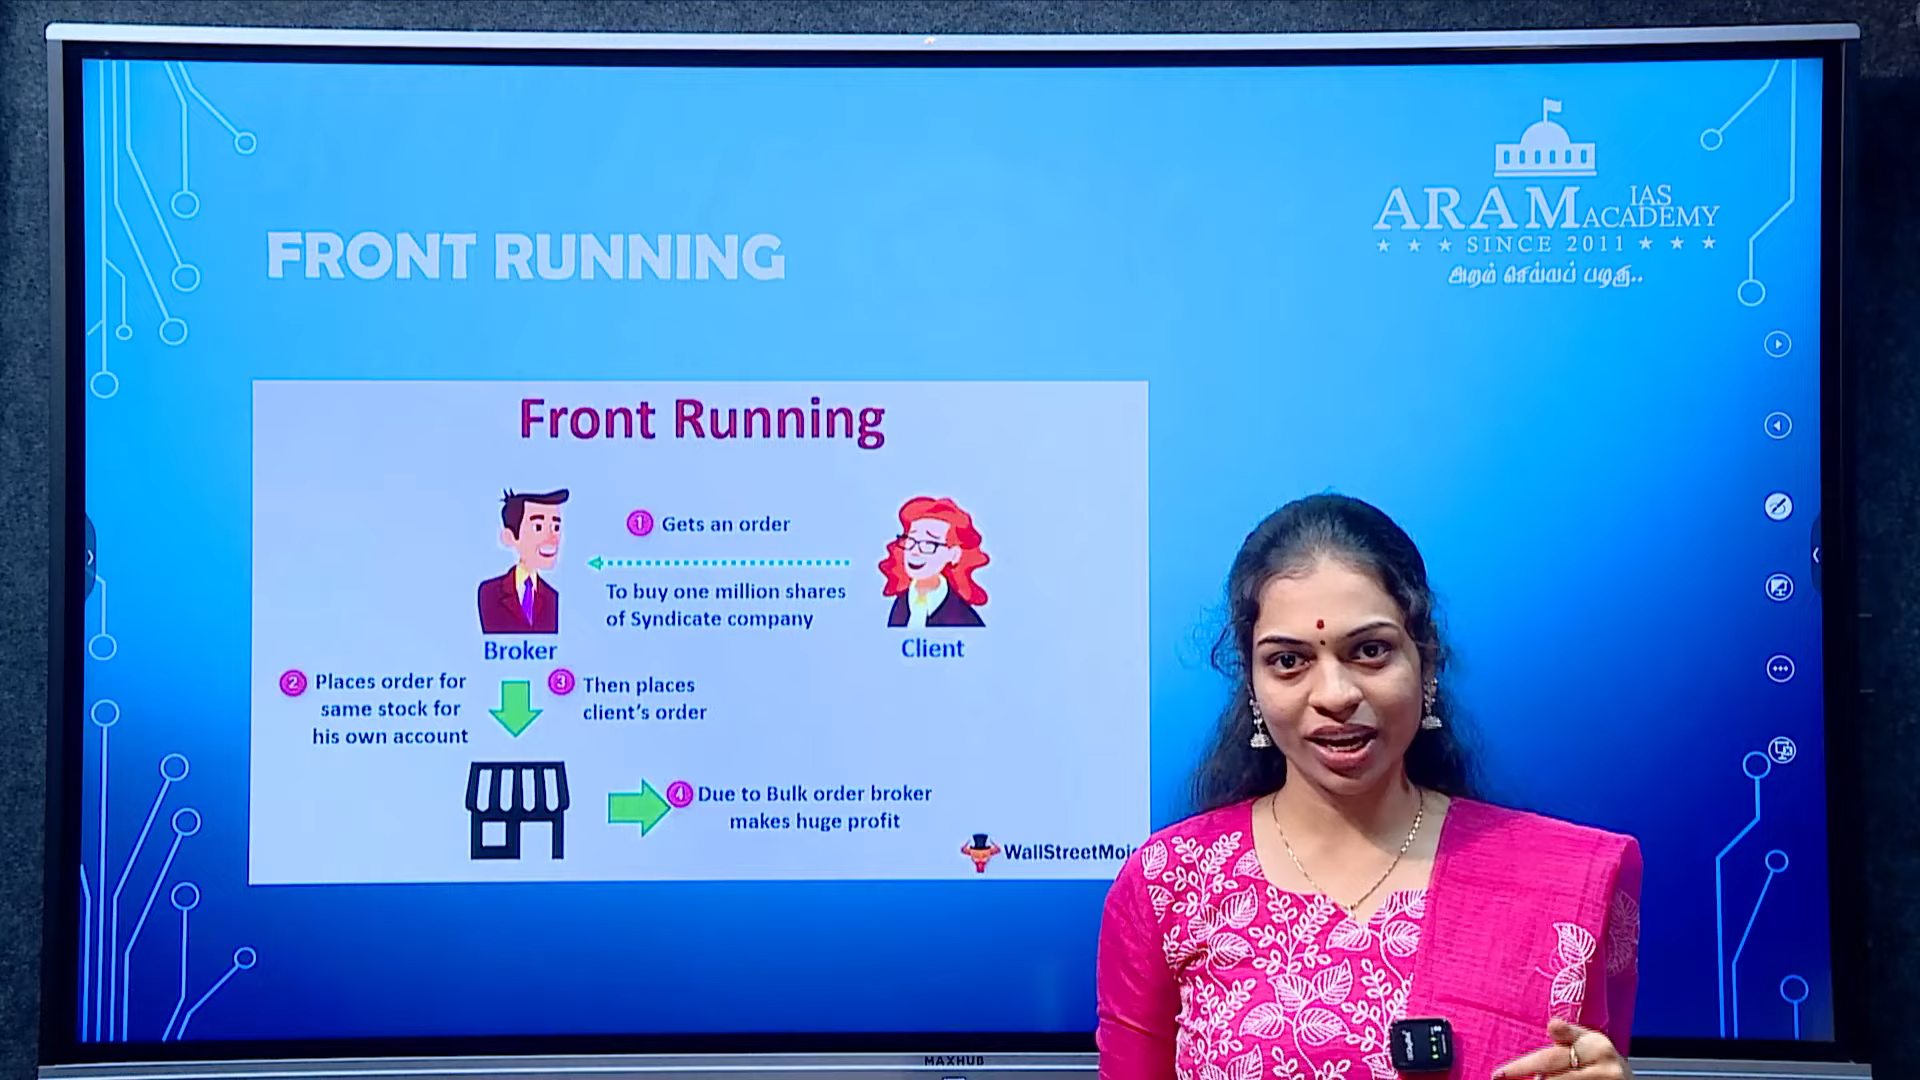 ARAM IAS
ACADEMY
★ ★ ★ SINCE 2011 ★ ★ ★
அறம் செய்யப் பழகு..
FRONT RUNNING
Front Running
1 Gets an order
To buy one million shares
of Syndicate company
Broker
Client
2 Places order for
same stock for
his own account
3 Then places
client's order
4 Due to Bulk order broker
makes huge profit
WallStreetMoj
MAXHUB